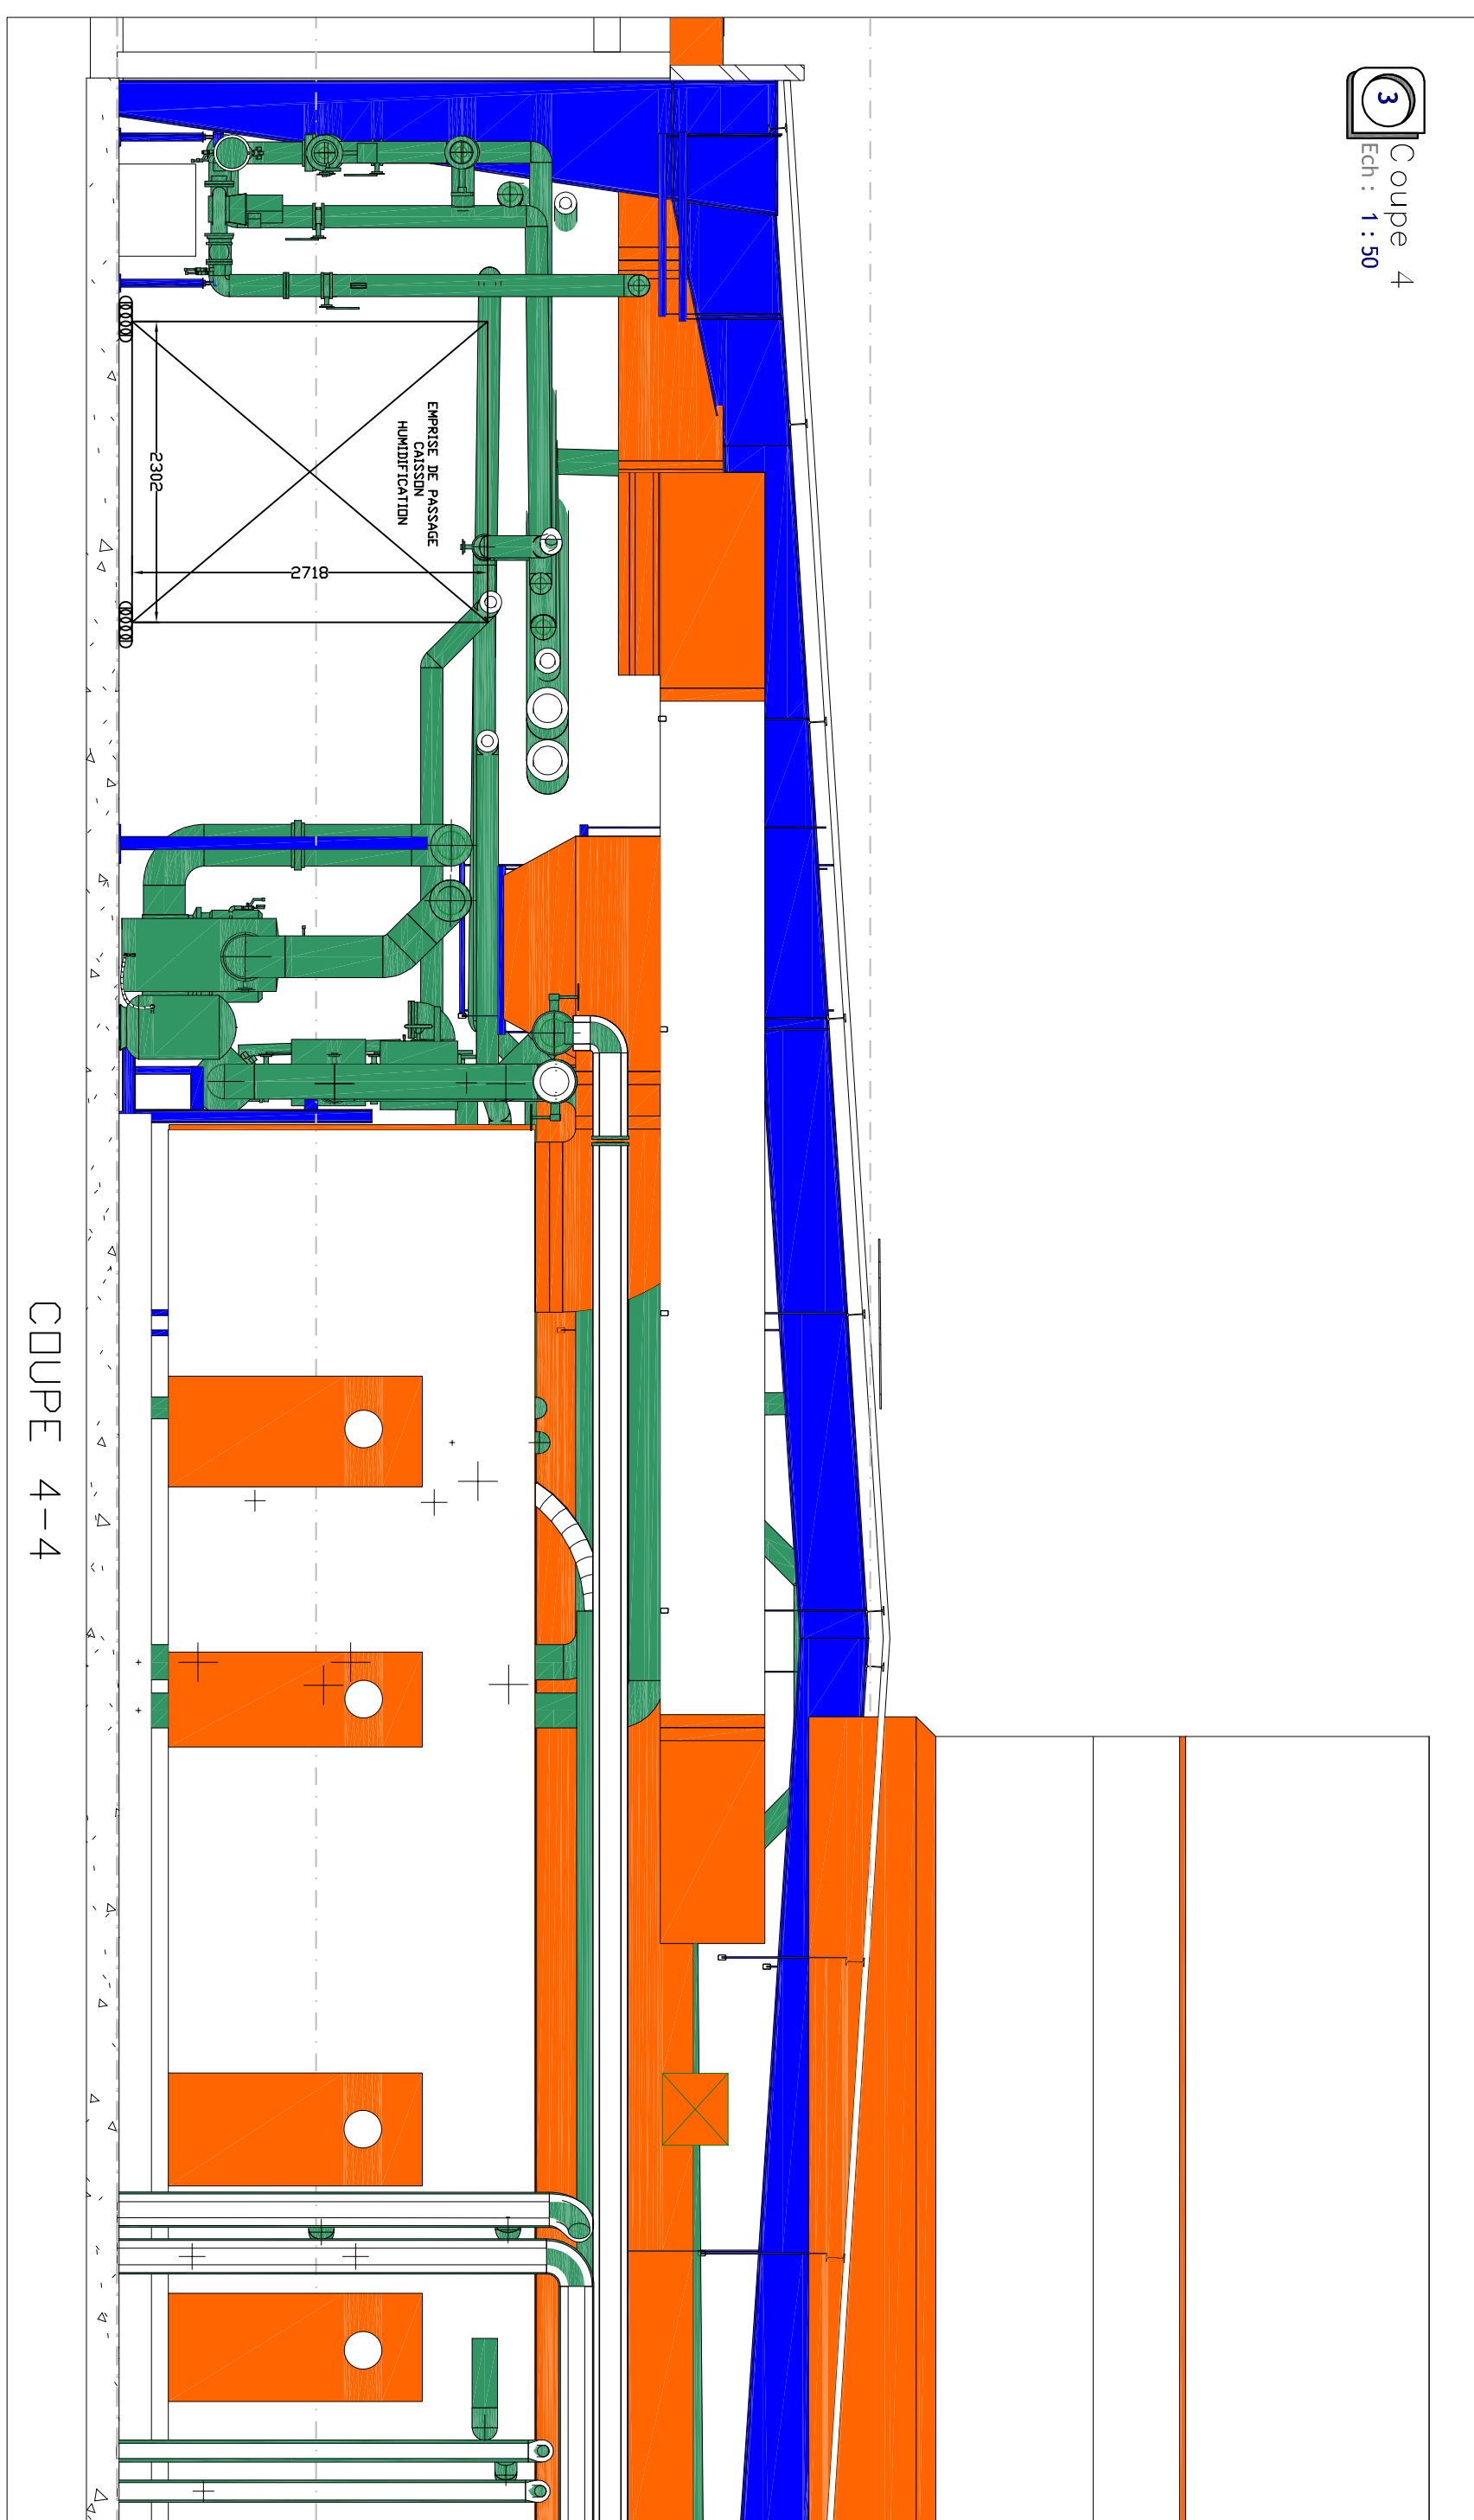 3
Coupe 4
Ech : 1 : 50
EMPRISE DE PASSAGE
CAISSON
HUMIDIFICATION
2302
2718
COUPE 4-4